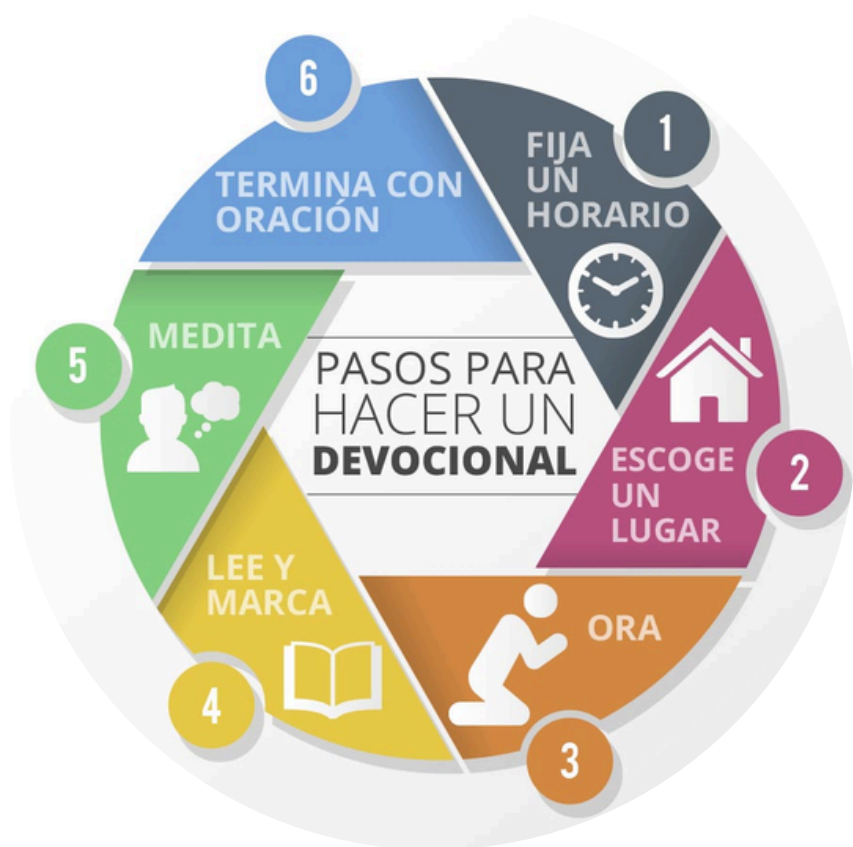 PASOS PARA
HACER UN
DEVOCIONAL
1
FIJA
UN
HORARIO
2
ESCOGE
UN
LUGAR
3
ORA
4
LEE Y
MARCA
5
MEDITA
6
TERMINA CON
ORACIÓN